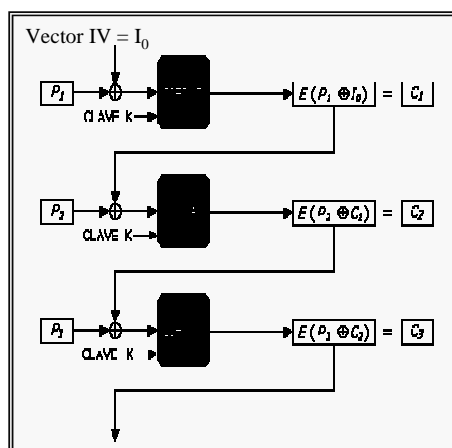 Vector IV = I₀
P₁ ⊕ E(P₁ ⊕ I₀) = C₁
CLAVE K
P₂ ⊕ E(P₂ ⊕ C₁) = C₂
CLAVE K
P₃ ⊕ E(P₃ ⊕ C₂) = C₃
CLAVE K